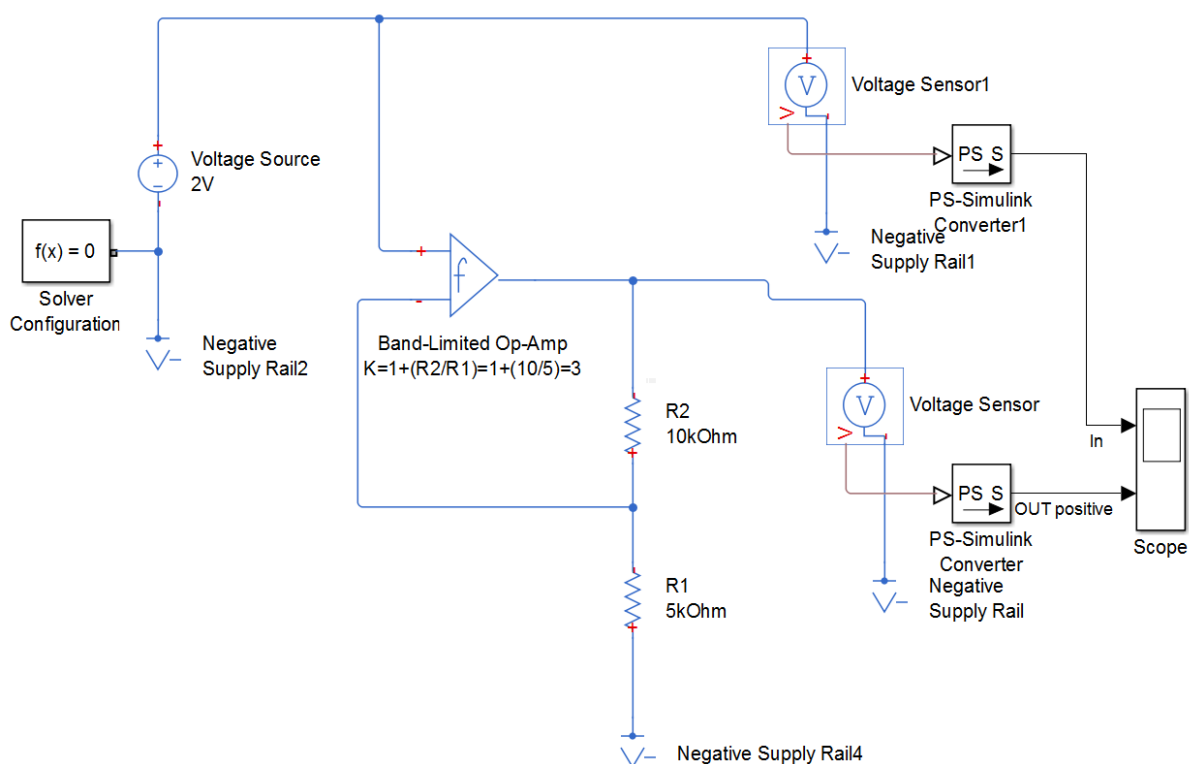 V
Voltage Sensor1
Voltage Source
2V
PS S
PS-Simulink
Converter1
f(x) = 0
Solver
Configuration
Negative
Supply Rail1
Negative
Supply Rail2
f
Band-Limited Op-Amp
K=1+(R2/R1)=1+(10/5)=3
V
Voltage Sensor
R2
10kOhm
In
PS S
OUT positive
PS-Simulink
Converter
Scope
R1
5kOhm
Negative
Supply Rail
Negative Supply Rail4